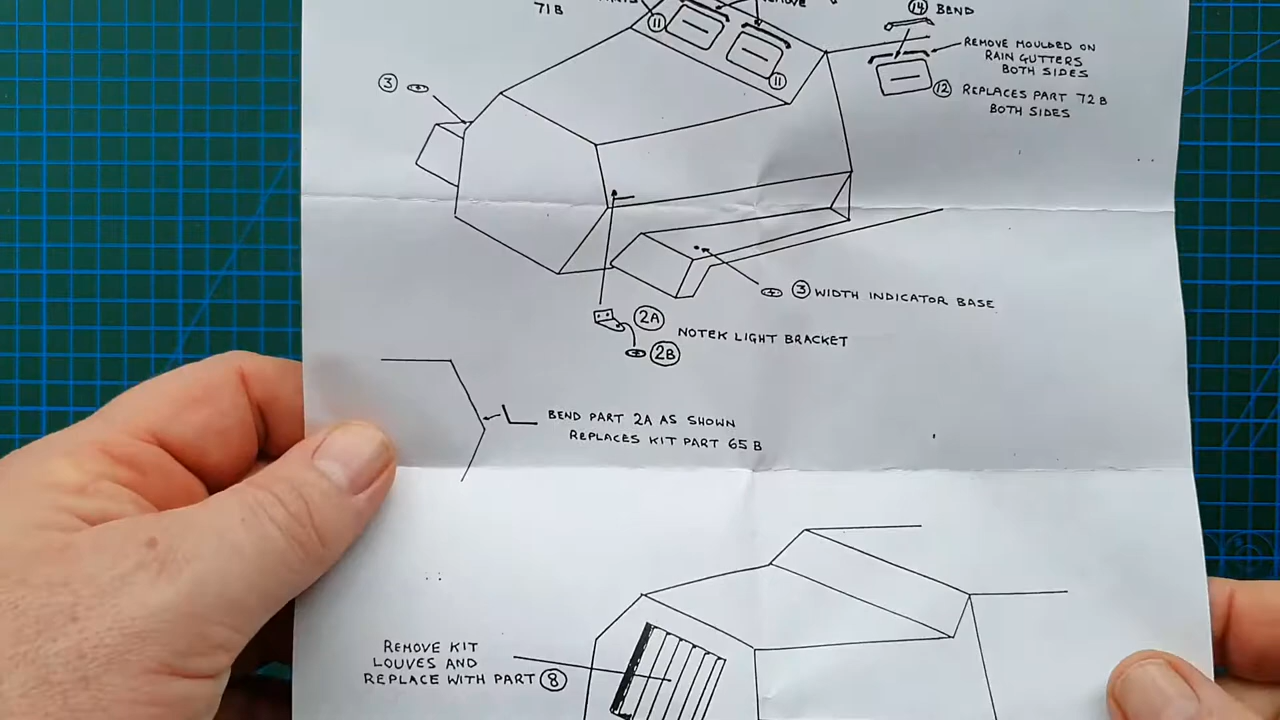 71B
11
11
14 BEND
REMOVE MOULDED ON
RAIN GUTTERS
BOTH SIDES
12 REPLACES PART 72B
BOTH SIDES
3
3 WIDTH INDICATOR BASE
2A
NOTEK LIGHT BRACKET
2B
BEND PART 2A AS SHOWN
REPLACES KIT PART 65B
REMOVE KIT
LOUVES AND
REPLACE WITH PART 8